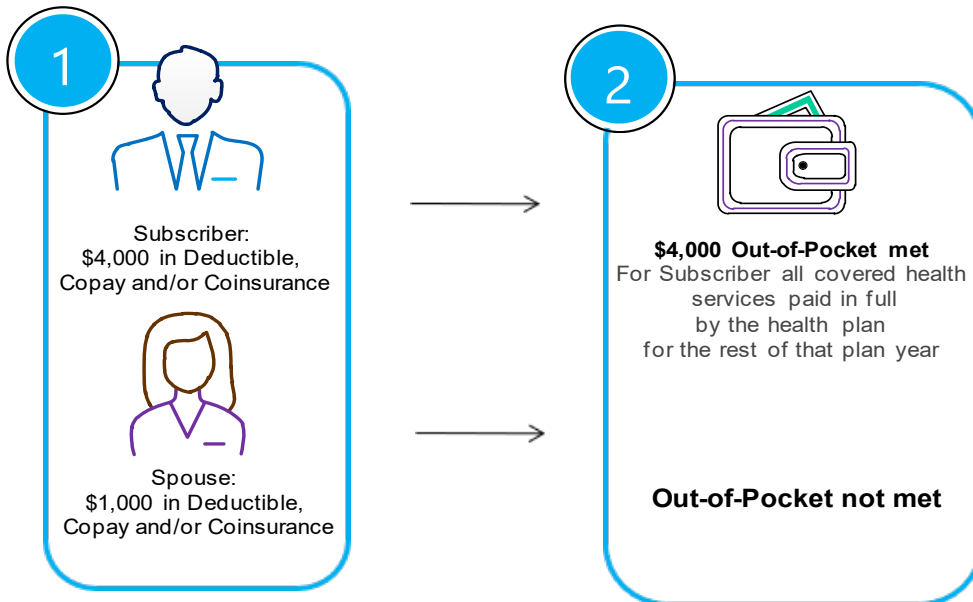 1
Subscriber:
$4,000 in Deductible,
Copay and/or Coinsurance
Spouse:
$1,000 in Deductible,
Copay and/or Coinsurance
2
$4,000 Out-of-Pocket met
For Subscriber all covered health
services paid in full
by the health plan
for the rest of that plan year
Out-of-Pocket not met